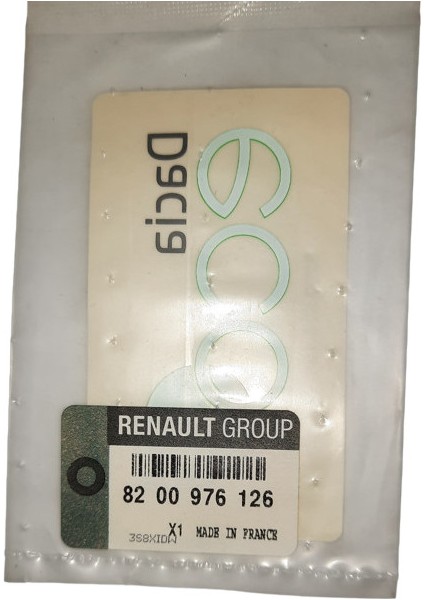 eco
Dacia
RENAULT GROUP
82 00 976 126
X1 MADE IN FRANCE